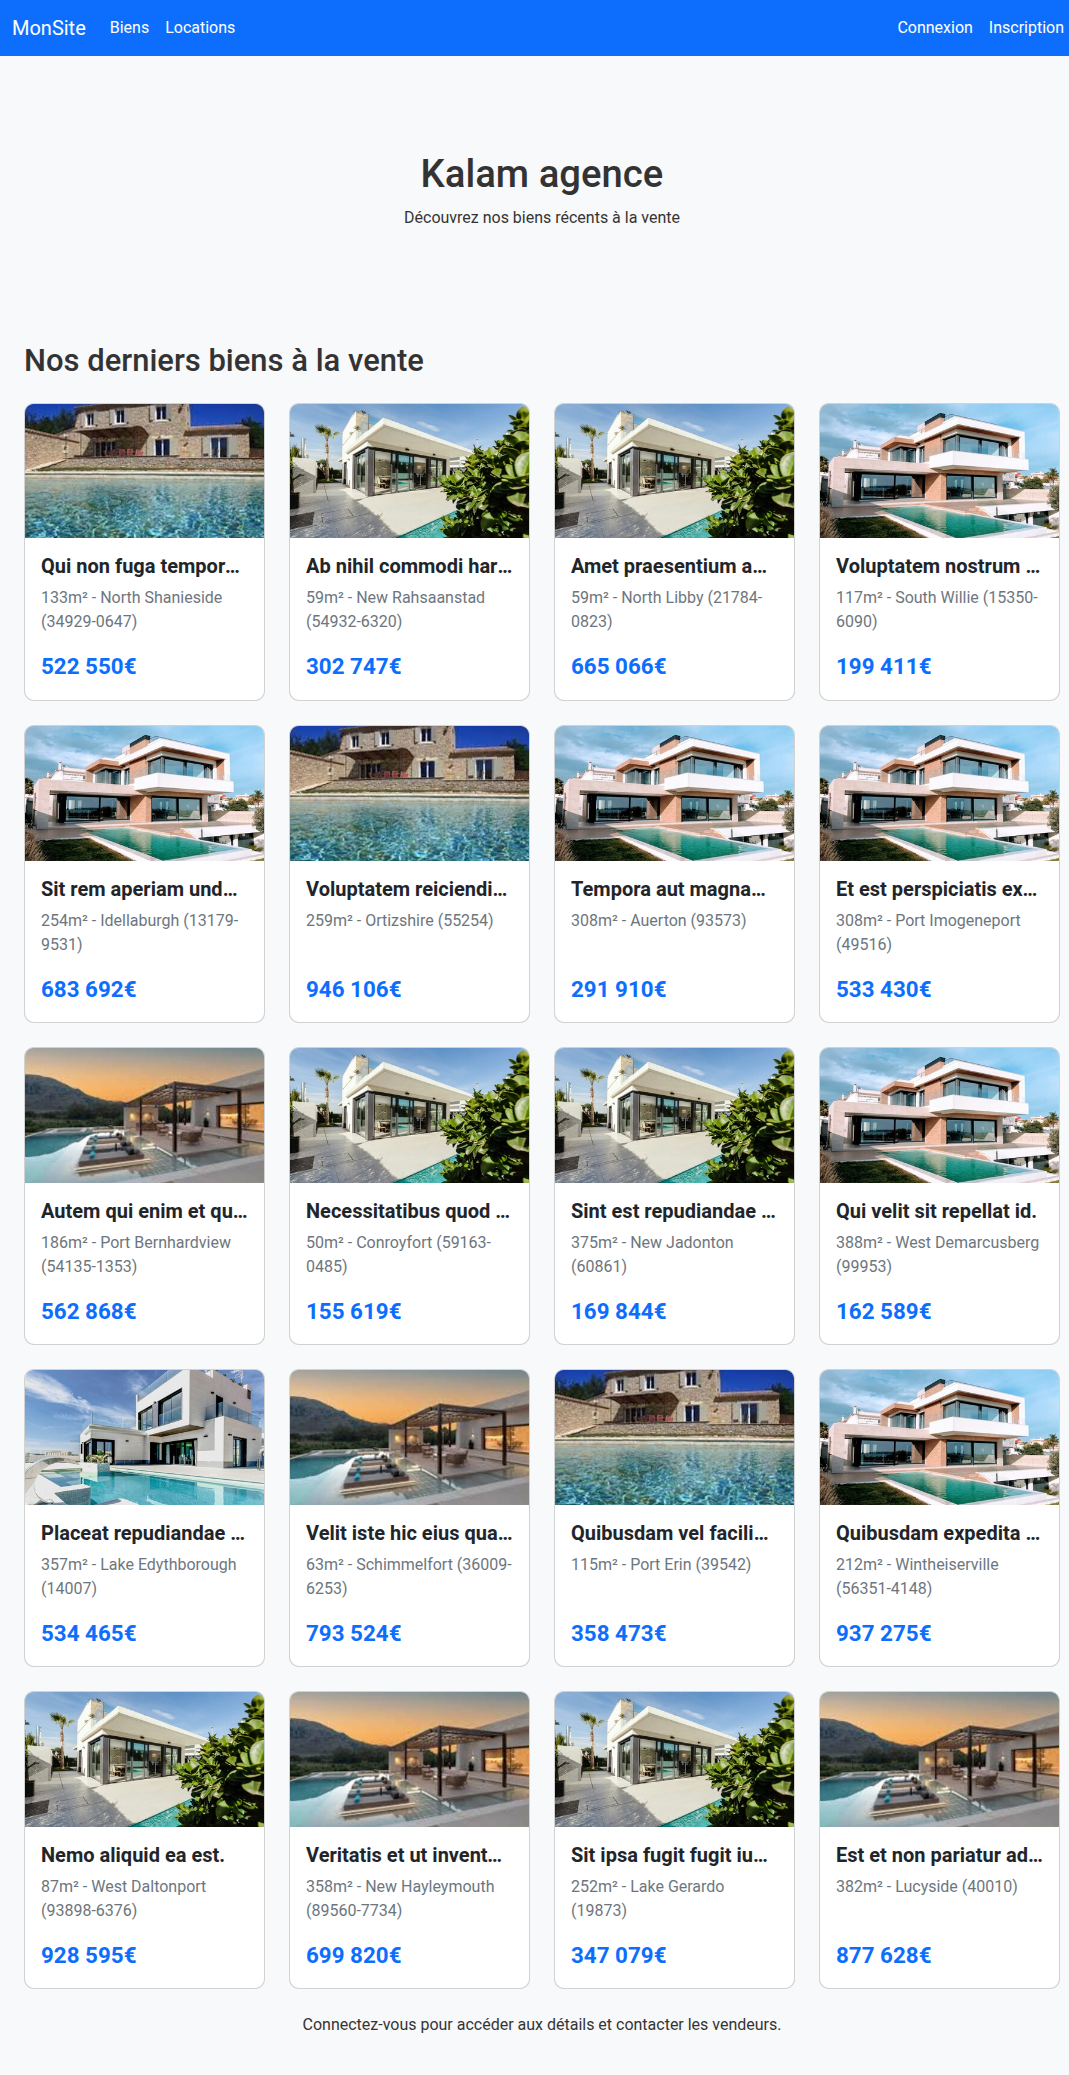 MonSite Biens Locations Connexion Inscription
Kalam agence
Découvrez nos biens récents à la vente
Nos derniers biens à la vente
Qui non fuga tempor...
133m² - North Shanieside
(34929-0647)
522 550€
Ab nihil commodi har...
59m² - New Rahsaanstad
(54932-6320)
302 747€
Amet praesentium a...
59m² - North Libby (21784-
0823)
665 066€
Voluptatem nostrum ...
117m² - South Willie (15350-
6090)
199 411€
Sit rem aperiam und...
254m² - Idellaburgh (13179-
9531)
683 692€
Voluptatem reiciendi...
259m² - Ortizshire (55254)
946 106€
Tempora aut magna...
308m² - Auerton (93573)
291 910€
Et est perspiciatis ex...
308m² - Port Imogeneport
(49516)
533 430€
Autem qui enim et qu...
186m² - Port Bernhardview
(54135-1353)
562 868€
Necessitatibus quod ...
50m² - Conroyfort (59163-
0485)
155 619€
Sint est repudiandae ...
375m² - New Jadonton
(60861)
169 844€
Qui velit sit repellat id.
388m² - West Demarcusberg
(99953)
162 589€
Placeat repudiandae ...
357m² - Lake Edythborough
(14007)
534 465€
Velit iste hic eius qua...
63m² - Schimmelfort (36009-
6253)
793 524€
Quibusdam vel facili...
115m² - Port Erin (39542)
358 473€
Quibusdam expedita ...
212m² - Wintheiserville
(56351-4148)
937 275€
Nemo aliquid ea est.
87m² - West Daltonport
(93898-6376)
928 595€
Veritatis et ut invent...
358m² - New Hayleymouth
(89560-7734)
699 820€
Sit ipsa fugit fugit iu...
252m² - Lake Gerardo
(19873)
347 079€
Est et non pariatur ad...
382m² - Lucyside (40010)
877 628€
Connectez-vous pour accéder aux détails et contacter les vendeurs.